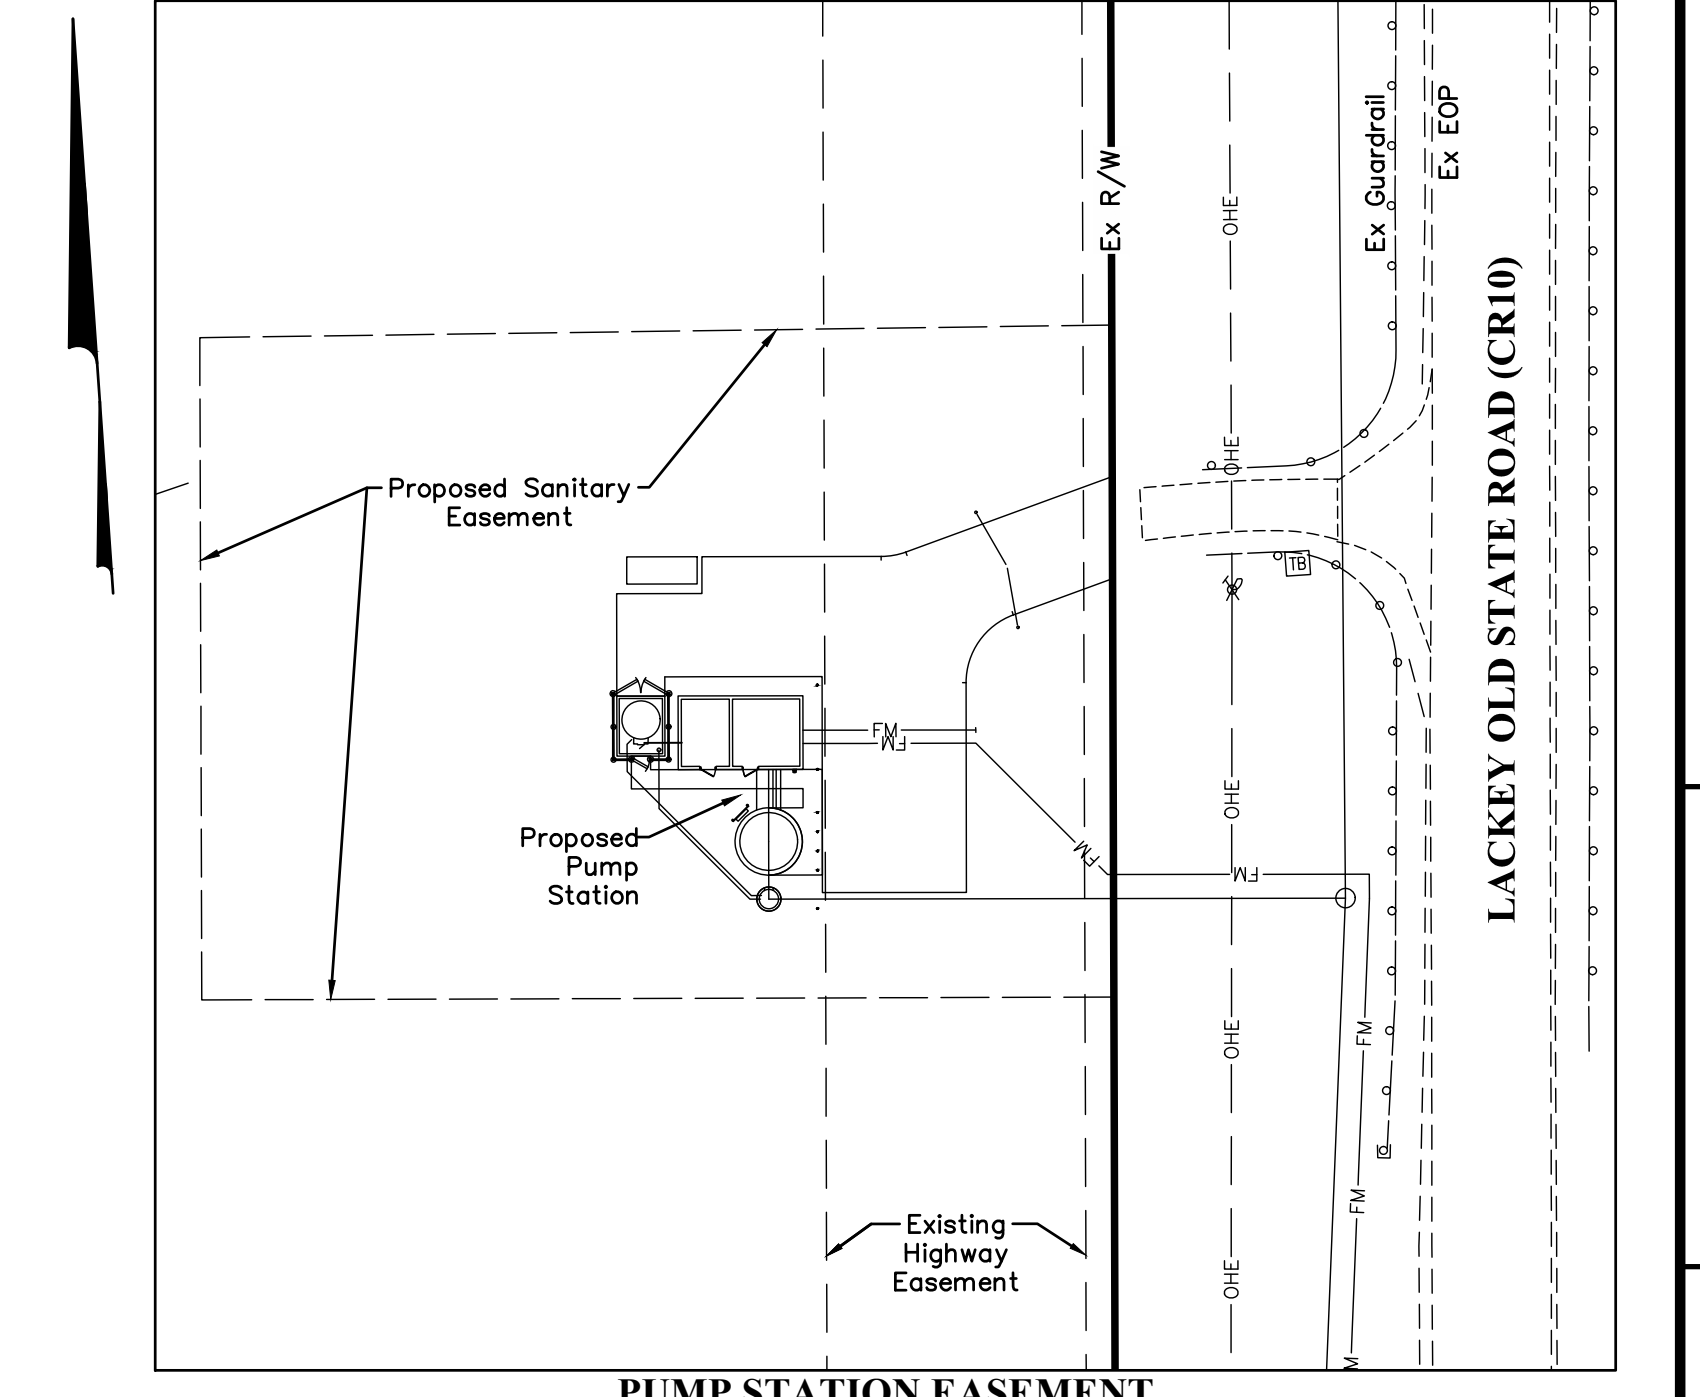 Ex R/W
OHE
Ex Guardrail
Ex EOP
LACKEY OLD STATE ROAD (CR10)
OHE
Proposed Sanitary
Easement
TB
FM
FM
OHE
Proposed
Pump
Station
FM
FM
OHE
FM
FM
Existing
Highway
Easement
OHE
M
PUMP STATION EASEMENT